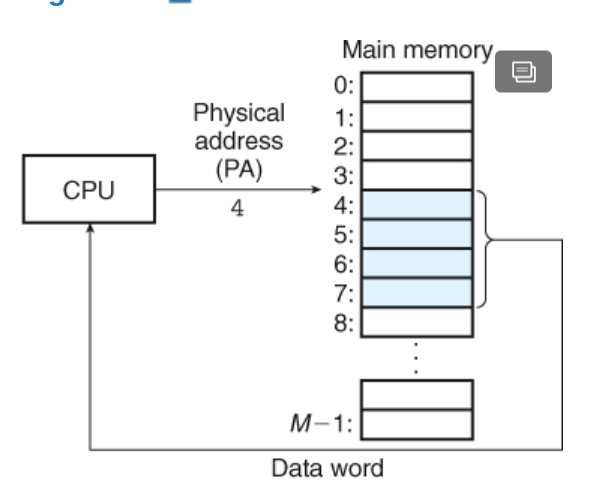 Main memory
0:
1:
2:
3:
4:
5:
6:
7:
8:
M−1:
Physical
address
(PA)
4
CPU
Data word